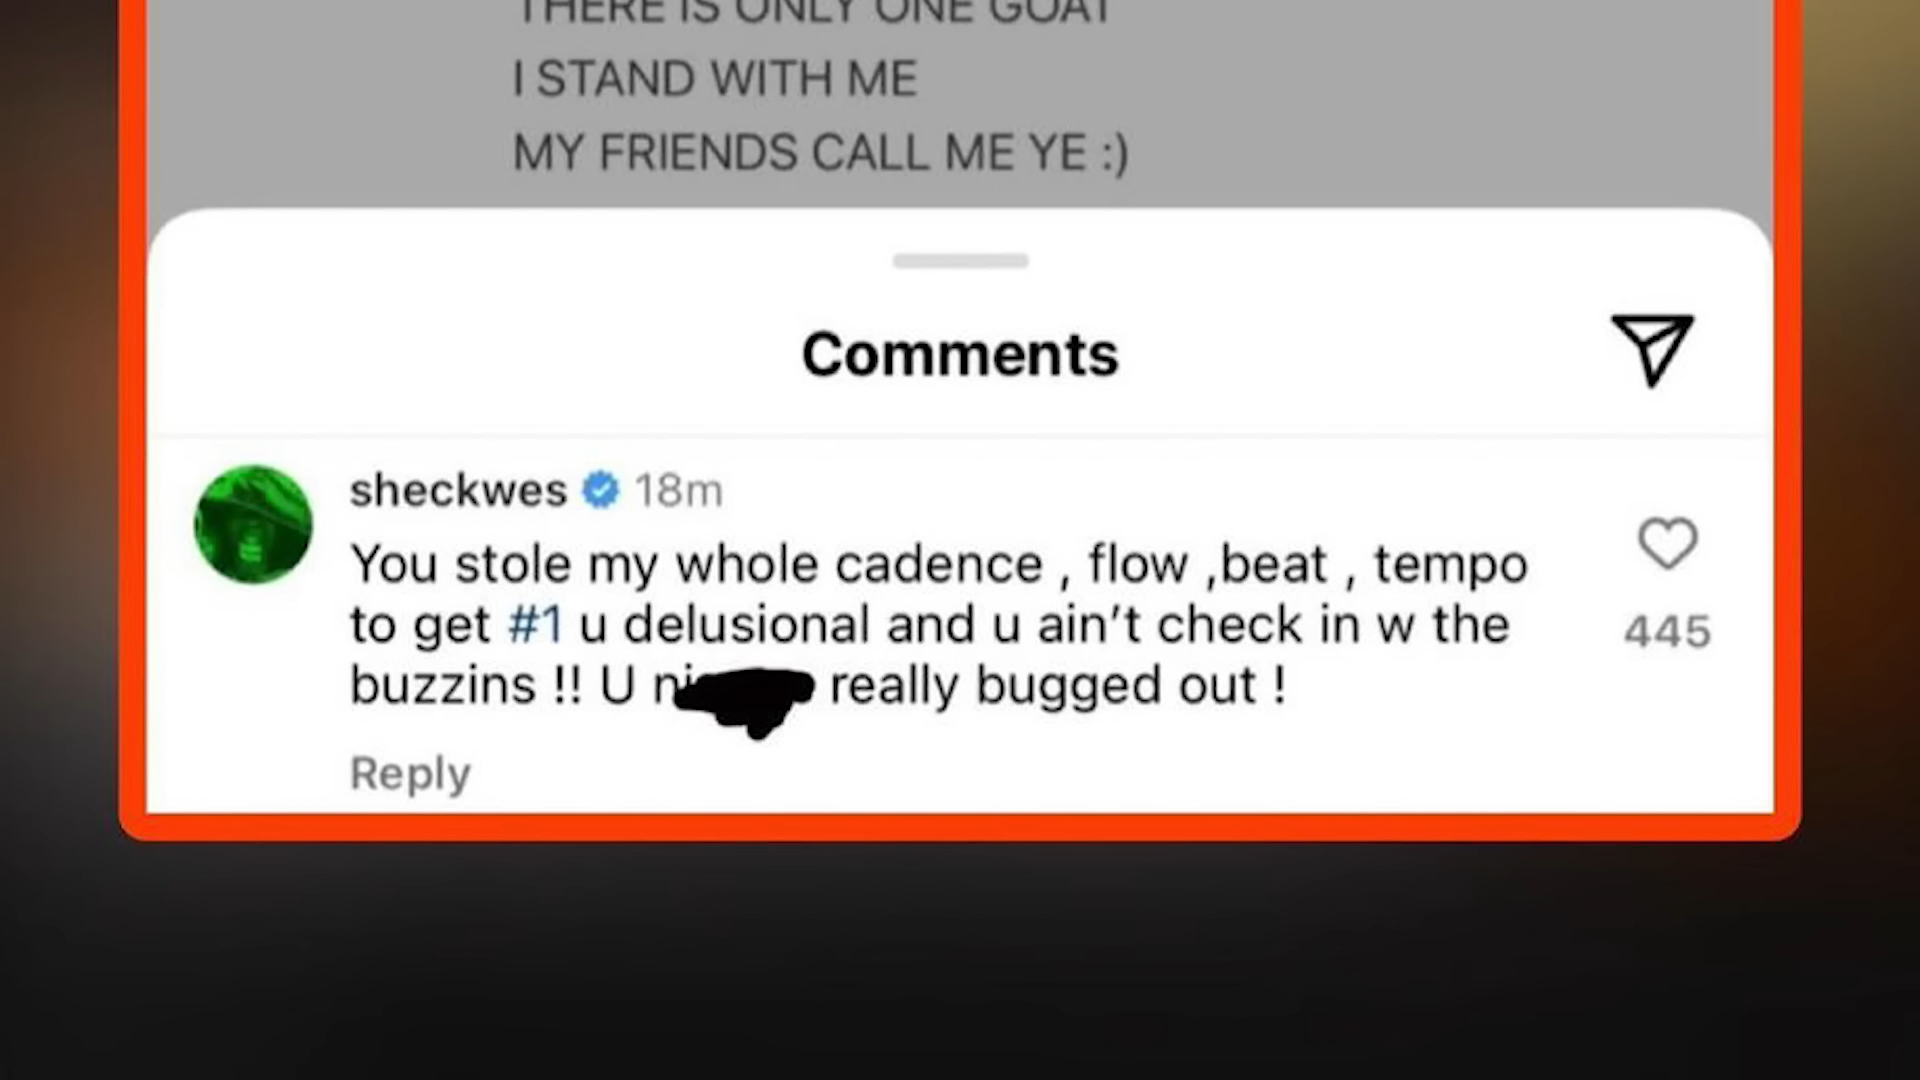 THERE IS ONLY ONE GOAT
I STAND WITH ME
MY FRIENDS CALL ME YE :)
Comments
sheckwes 18m
You stole my whole cadence , flow ,beat , tempo
to get #1 u delusional and u ain’t check in w the
445
buzzins !! U really bugged out !
Reply